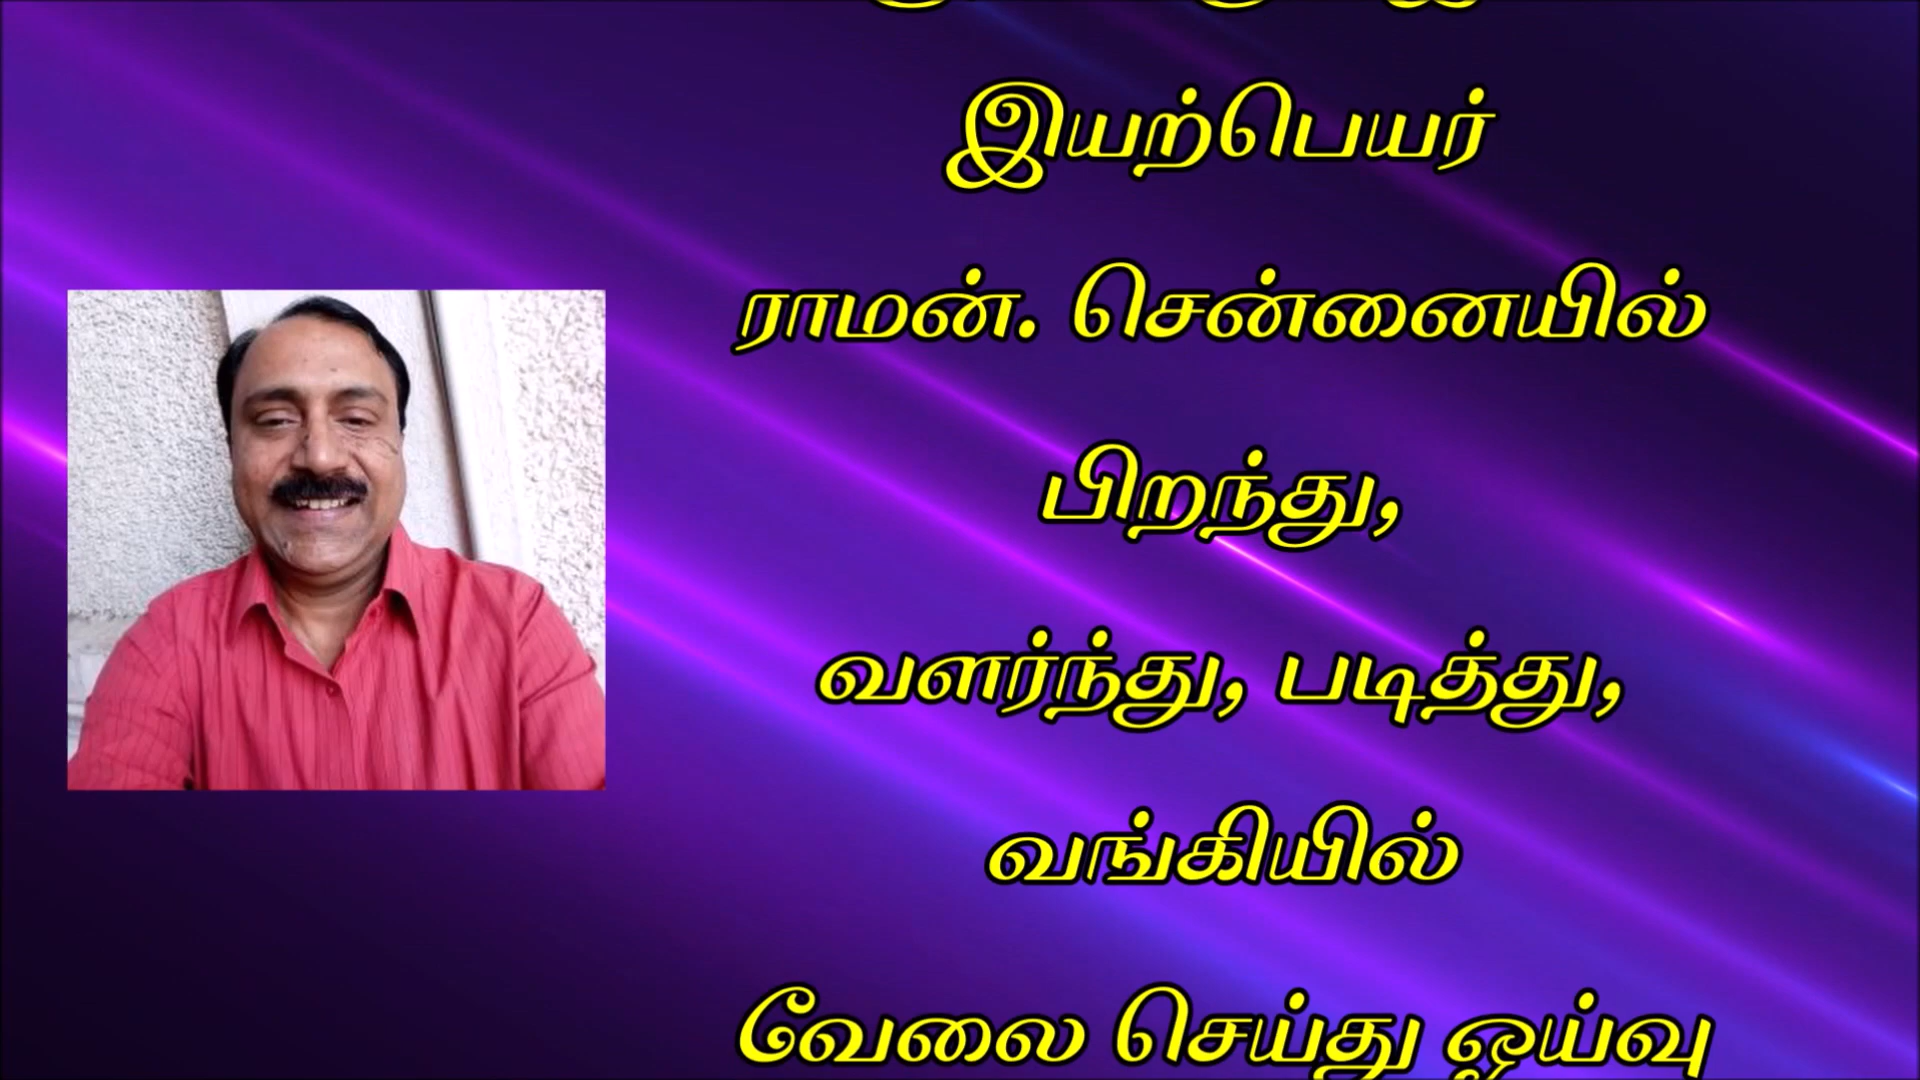 இயற்பெயர்
ராமன். சென்னையில்
பிறந்து,
வளர்ந்து, படித்து,
வங்கியில்
வேலை செய்து ஓய்வு